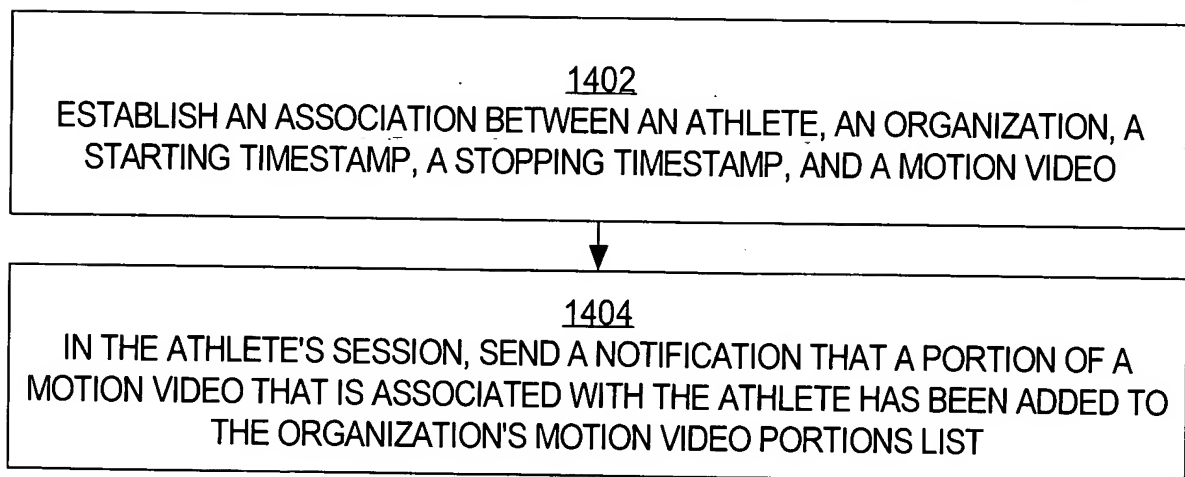 1402
ESTABLISH AN ASSOCIATION BETWEEN AN ATHLETE, AN ORGANIZATION, A
STARTING TIMESTAMP, A STOPPING TIMESTAMP, AND A MOTION VIDEO
1404
IN THE ATHLETE'S SESSION, SEND A NOTIFICATION THAT A PORTION OF A
MOTION VIDEO THAT IS ASSOCIATED WITH THE ATHLETE HAS BEEN ADDED TO
THE ORGANIZATION'S MOTION VIDEO PORTIONS LIST